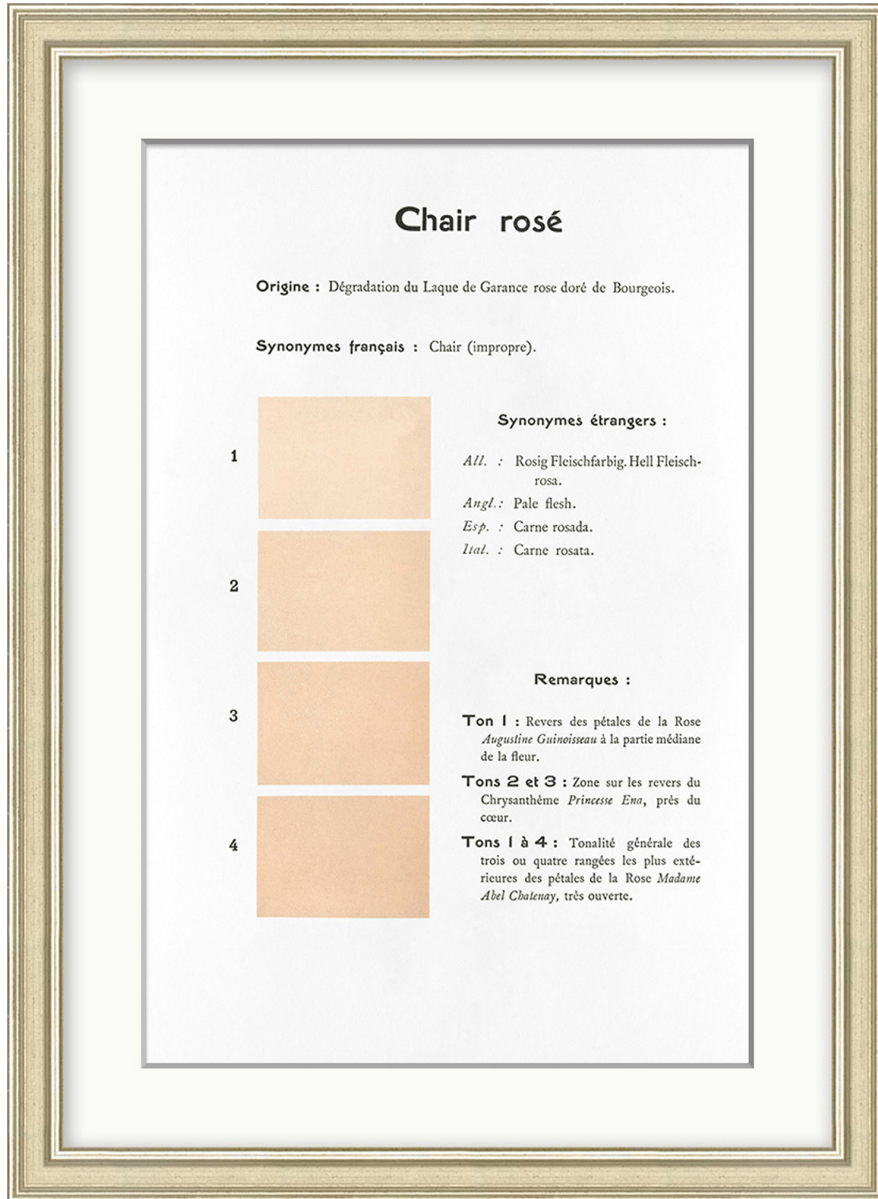 Chair rosé
Origine : Dégradation du Laque de Garance rose doré de Bourgeois.
Synonymes français : Chair (impropre).
1
2
3
4
Synonymes étrangers :
All. : Rosig Fleischfarbig. Hell Fleisch-
rosa.
Angl. : Pale flesh.
Esp. : Carne rosada.
Ital. : Carne rosata.
Remarques :
Ton 1 : Revers des pétales de la Rose
Augustine Guinoisseau à la partie médiane
de la fleur.
Tons 2 et 3 : Zone sur les revers du
Chrysanthème Princesse Ena, près du
cœur.
Tons 1 à 4 : Tonalité générale des
trois ou quatre rangées les plus exté-
rieures des pétales de la Rose Madame
Abel Chatenay, très ouverte.